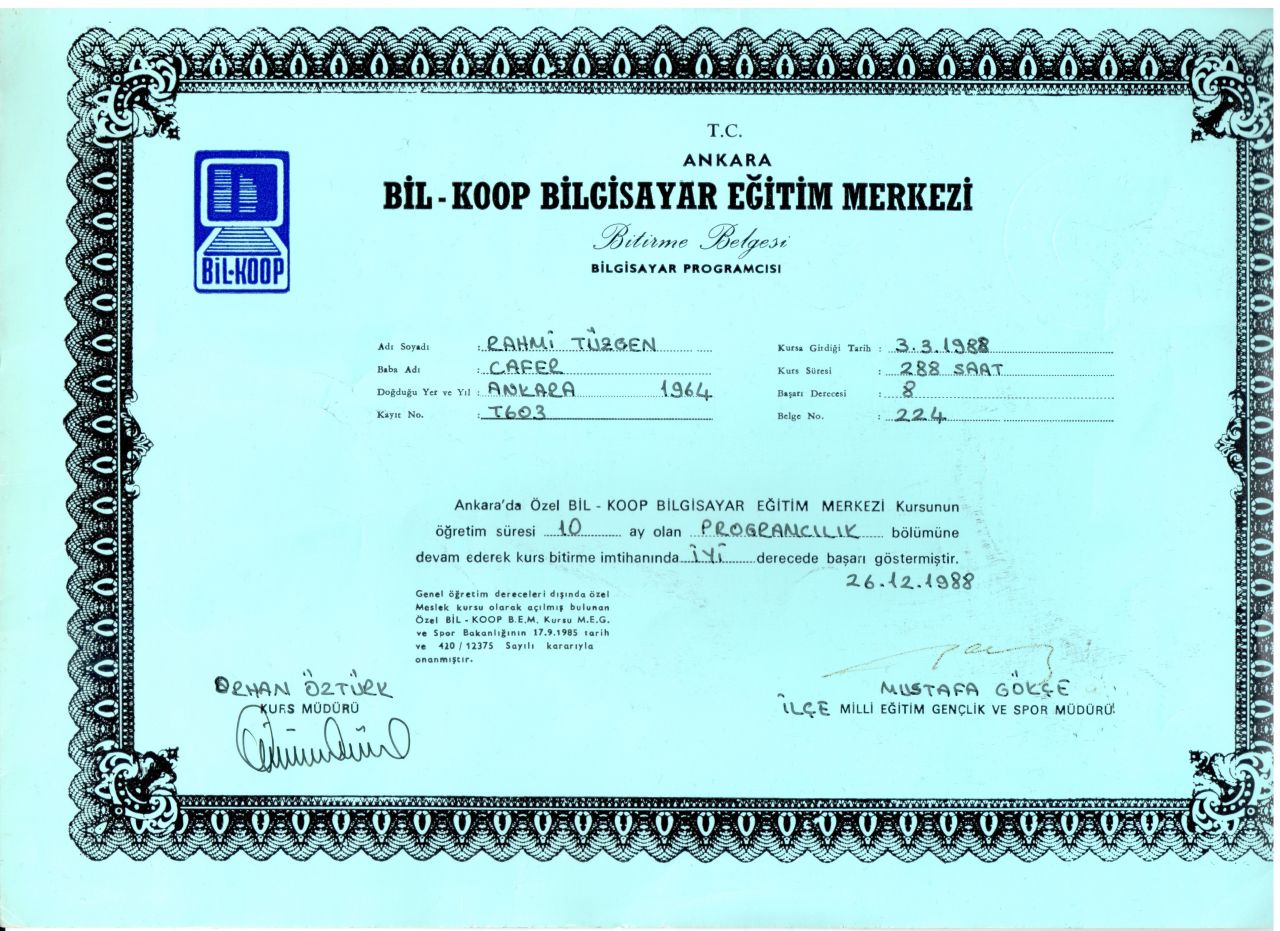 T.C.
ANKARA
BİL - KOOP BİLGİSAYAR EĞİTİM MERKEZİ
Bitirme Belgesi
BİLGİSAYAR PROGRAMCISI
BİL-KOOP
Adı Soyadı : RAHMİ TÜZGEN
Baba Adı : CAFER
Doğduğu Yer ve Yıl : ANKARA 1964
Kayıt No. : T603
Kursa Girdiği Tarih : 3.3.1988
Kurs Süresi : 288 SAAT
Başarı Derecesi : 8
Belge No. : 224
Ankara'da Özel BİL - KOOP BİLGİSAYAR EĞİTİM MERKEZİ Kursunun
öğretim süresi 10 ay olan PROGRAMCILIK bölümüne
devam ederek kurs bitirme imtihanında İYİ derecede başarı göstermiştir.
26.12.1988
Genel öğretim dereceleri dışında özel
Meslek kursu olarak açılmış bulunan
Özel BİL - KOOP B.E.M. Kursu M.E.G.
ve Spor Bakanlığının 17.9.1985 tarih
ve 420 / 12375 Sayılı kararıyla
onanmıştır.
ORHAN ÖZTÜRK
KURS MÜDÜRÜ
MUSTAFA GÖKÇE
İLÇE MİLLİ EĞİTİM GENÇLİK VE SPOR MÜDÜRÜ